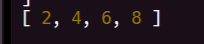 [ 2, 4, 6, 8 ]